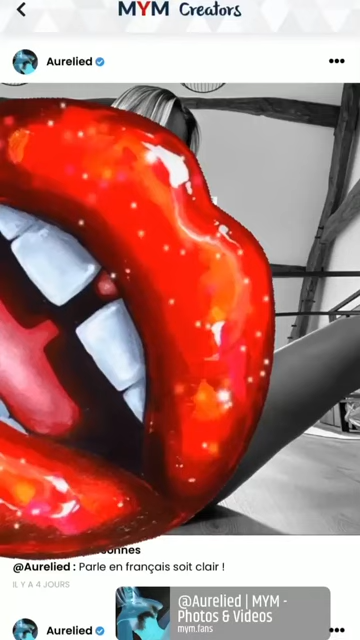 MYM Creators
Aurelied
onnes
@Aurelied : Parle en français soit clair !
IL Y A 4 JOURS
@Aurelied | MYM -
Photos & Videos
mym.fans
Aurelied